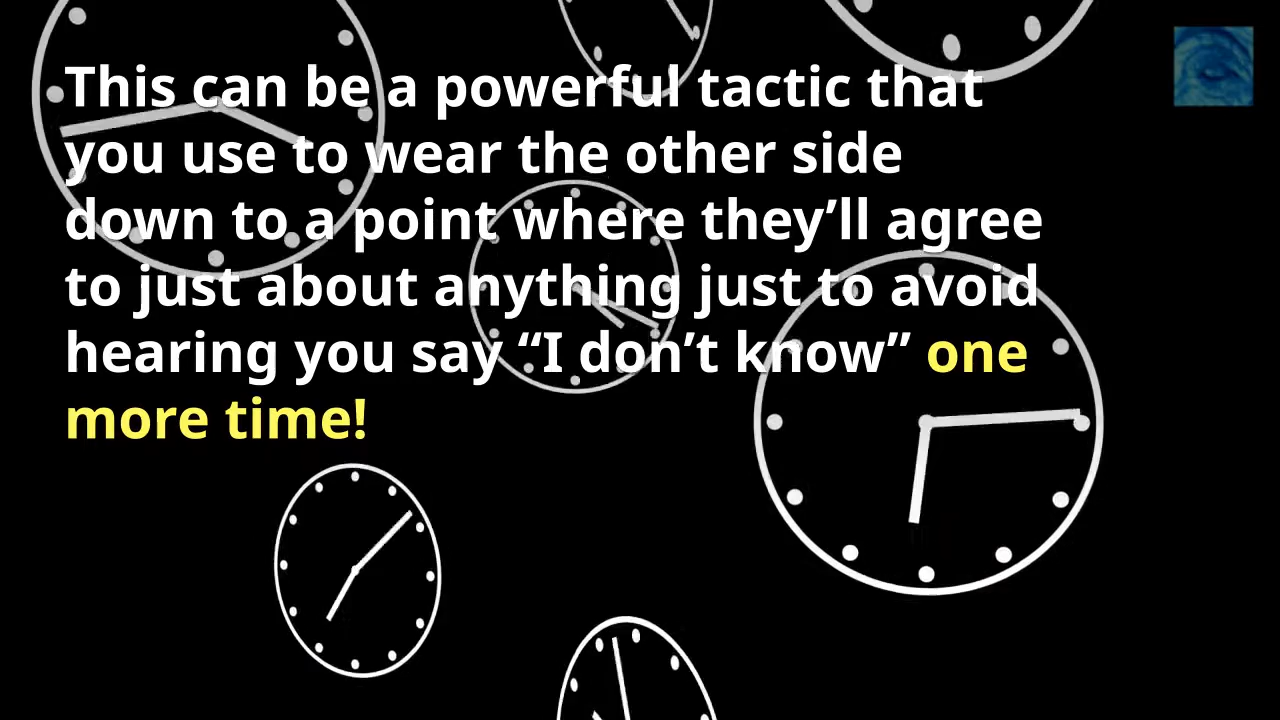 This can be a powerful tactic that
you use to wear the other side
down to a point where they’ll agree
to just about anything just to avoid
hearing you say “I don’t know” one
more time!